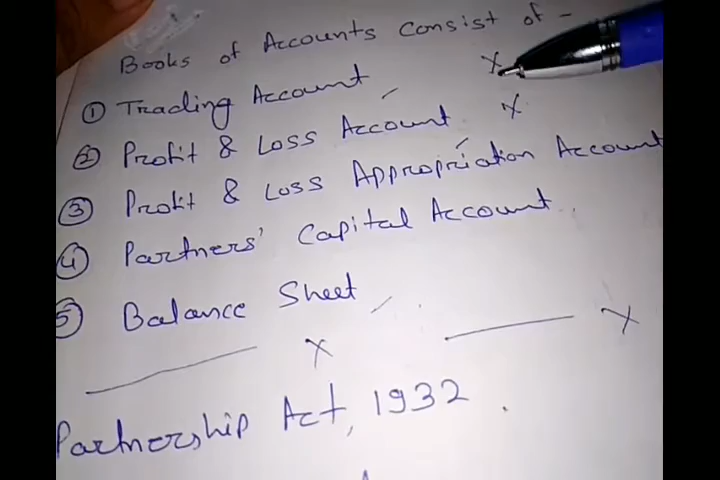 Books of Accounts consist of -
① Trading Account X
② Profit & Loss Account X
③ Profit & Loss Appropriation Account
④ Partners' Capital Account
⑤ Balance Sheet
X X
Partnership Act, 1932